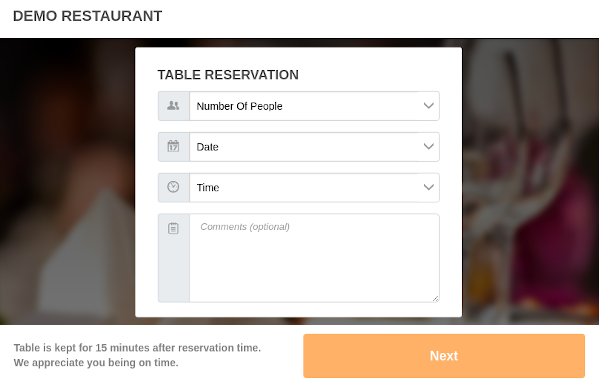 DEMO RESTAURANT
TABLE RESERVATION
Number Of People
17
Date
Time
Comments (optional)
Table is kept for 15 minutes after reservation time.
We appreciate you being on time.
Next